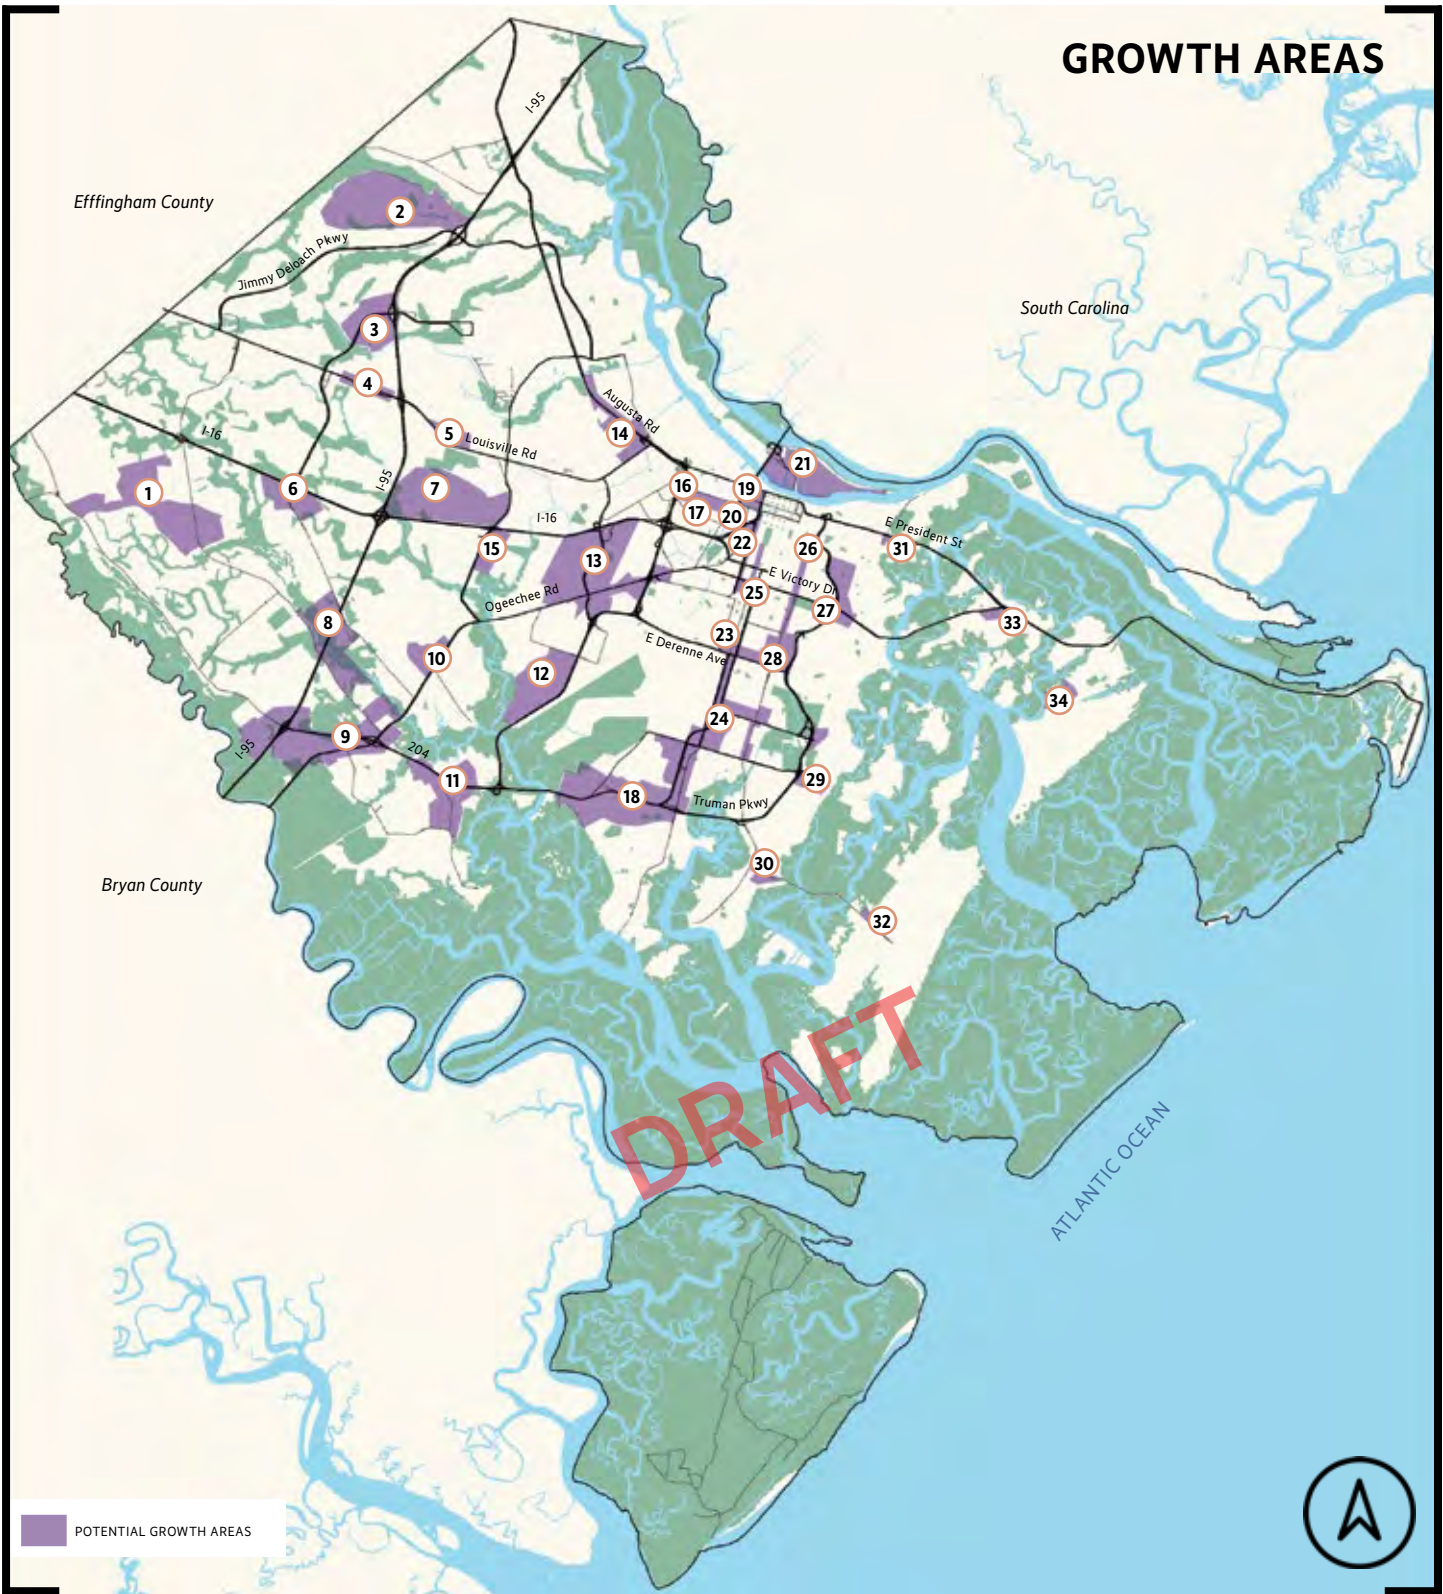 GROWTH AREAS
I-95
Efffingham County
2
Jimmy Deloach Pkwy
South Carolina
3
4
Augusta Rd
I-16
5
Louisville Rd
14
21
I-95
1
6
7
16
19
17
20
I-16
E President St
15
13
22
26
31
E Victory Dr
Ogeechee Rd
25
27
8
23
33
E Derenne Ave
10
28
12
34
24
I-95
9
204
11
29
18
Truman Pkwy
30
Bryan County
32
DRAFT
ATLANTIC OCEAN
POTENTIAL GROWTH AREAS